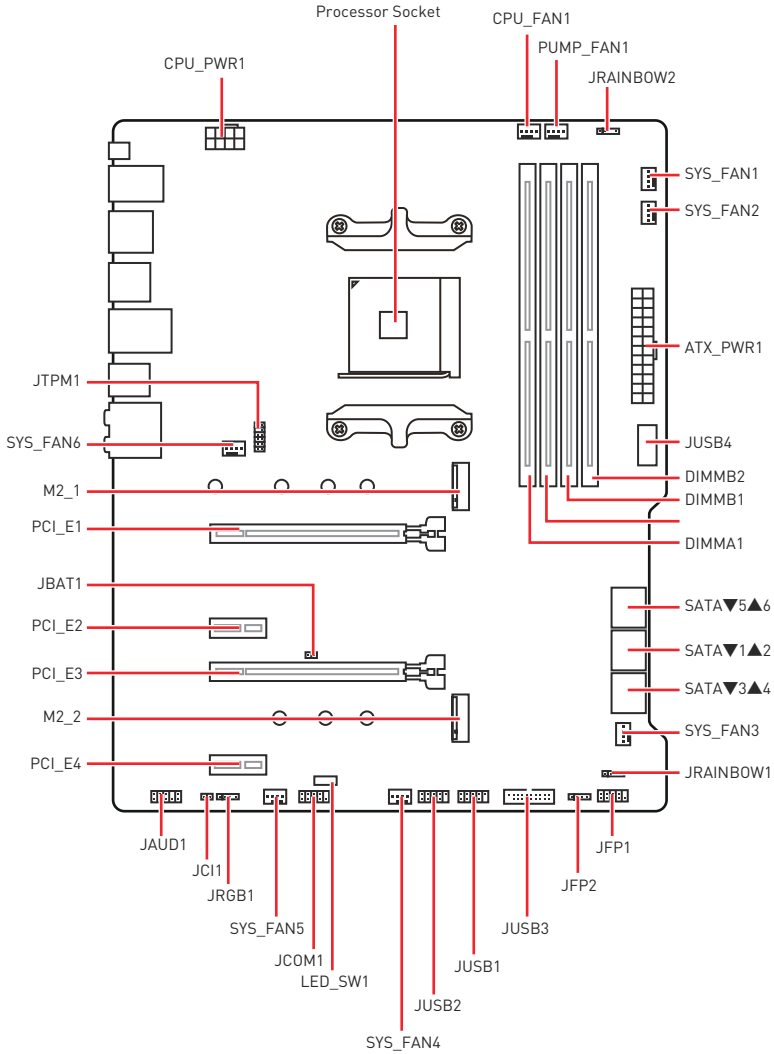 Processor Socket
CPU_FAN1
PUMP_FAN1
CPU_PWR1
JRAINBOW2
SYS_FAN1
SYS_FAN2
ATX_PWR1
JTPM1
SYS_FAN6
JUSB4
M2_1
DIMMB2
DIMMB1
PCI_E1
DIMMA1
JBAT1
SATA▼5▲6
PCI_E2
SATA▼1▲2
PCI_E3
SATA▼3▲4
M2_2
SYS_FAN3
PCI_E4
JRAINBOW1
JAUD1
JFP1
JCI1
JFP2
JRGB1
SYS_FAN5
JUSB3
JCOM1
JUSB1
LED_SW1
JUSB2
SYS_FAN4